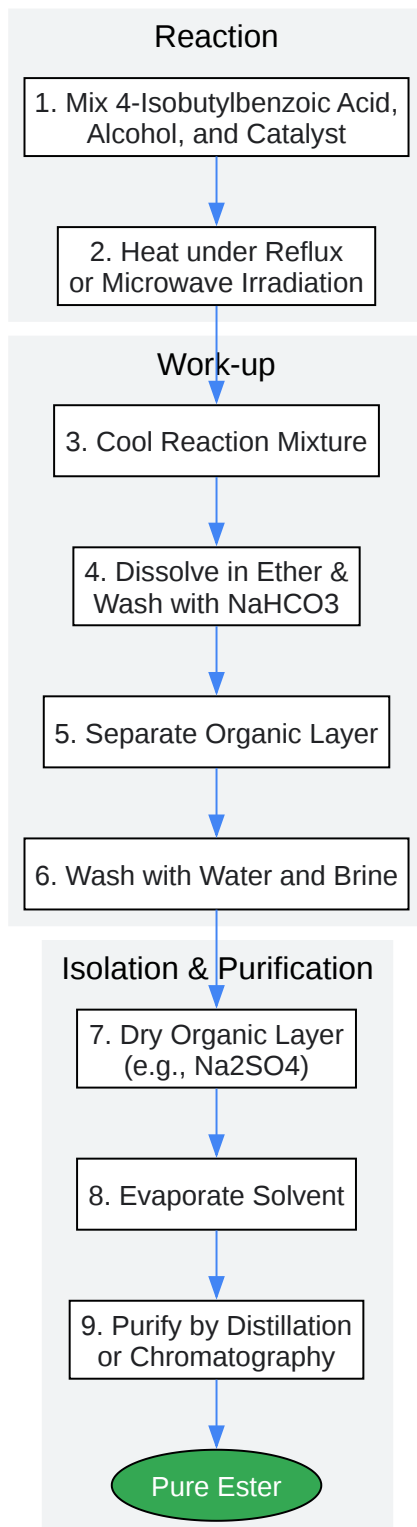 Reaction
1. Mix 4-Isobutylbenzoic Acid,
Alcohol, and Catalyst
2. Heat under Reflux
or Microwave Irradiation
Work-up
3. Cool Reaction Mixture
4. Dissolve in Ether &
Wash with NaHCO3
5. Separate Organic Layer
6. Wash with Water and Brine
Isolation & Purification
7. Dry Organic Layer
(e.g., Na2SO4)
8. Evaporate Solvent
9. Purify by Distillation
or Chromatography
Pure Ester